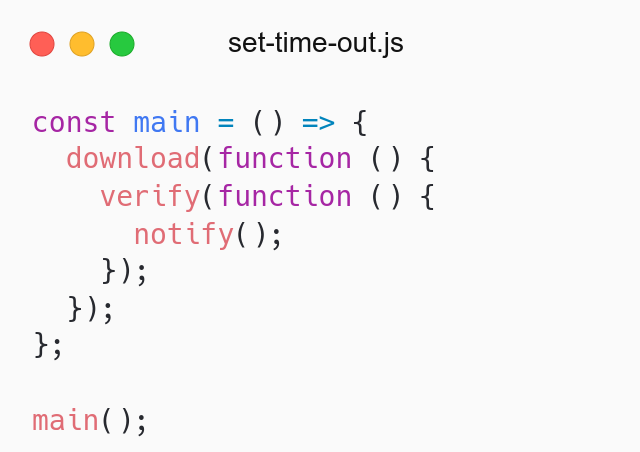 set-time-out.js
const main = () => {
  download(function () {
    verify(function () {
      notify();
    });
  });
};

main();